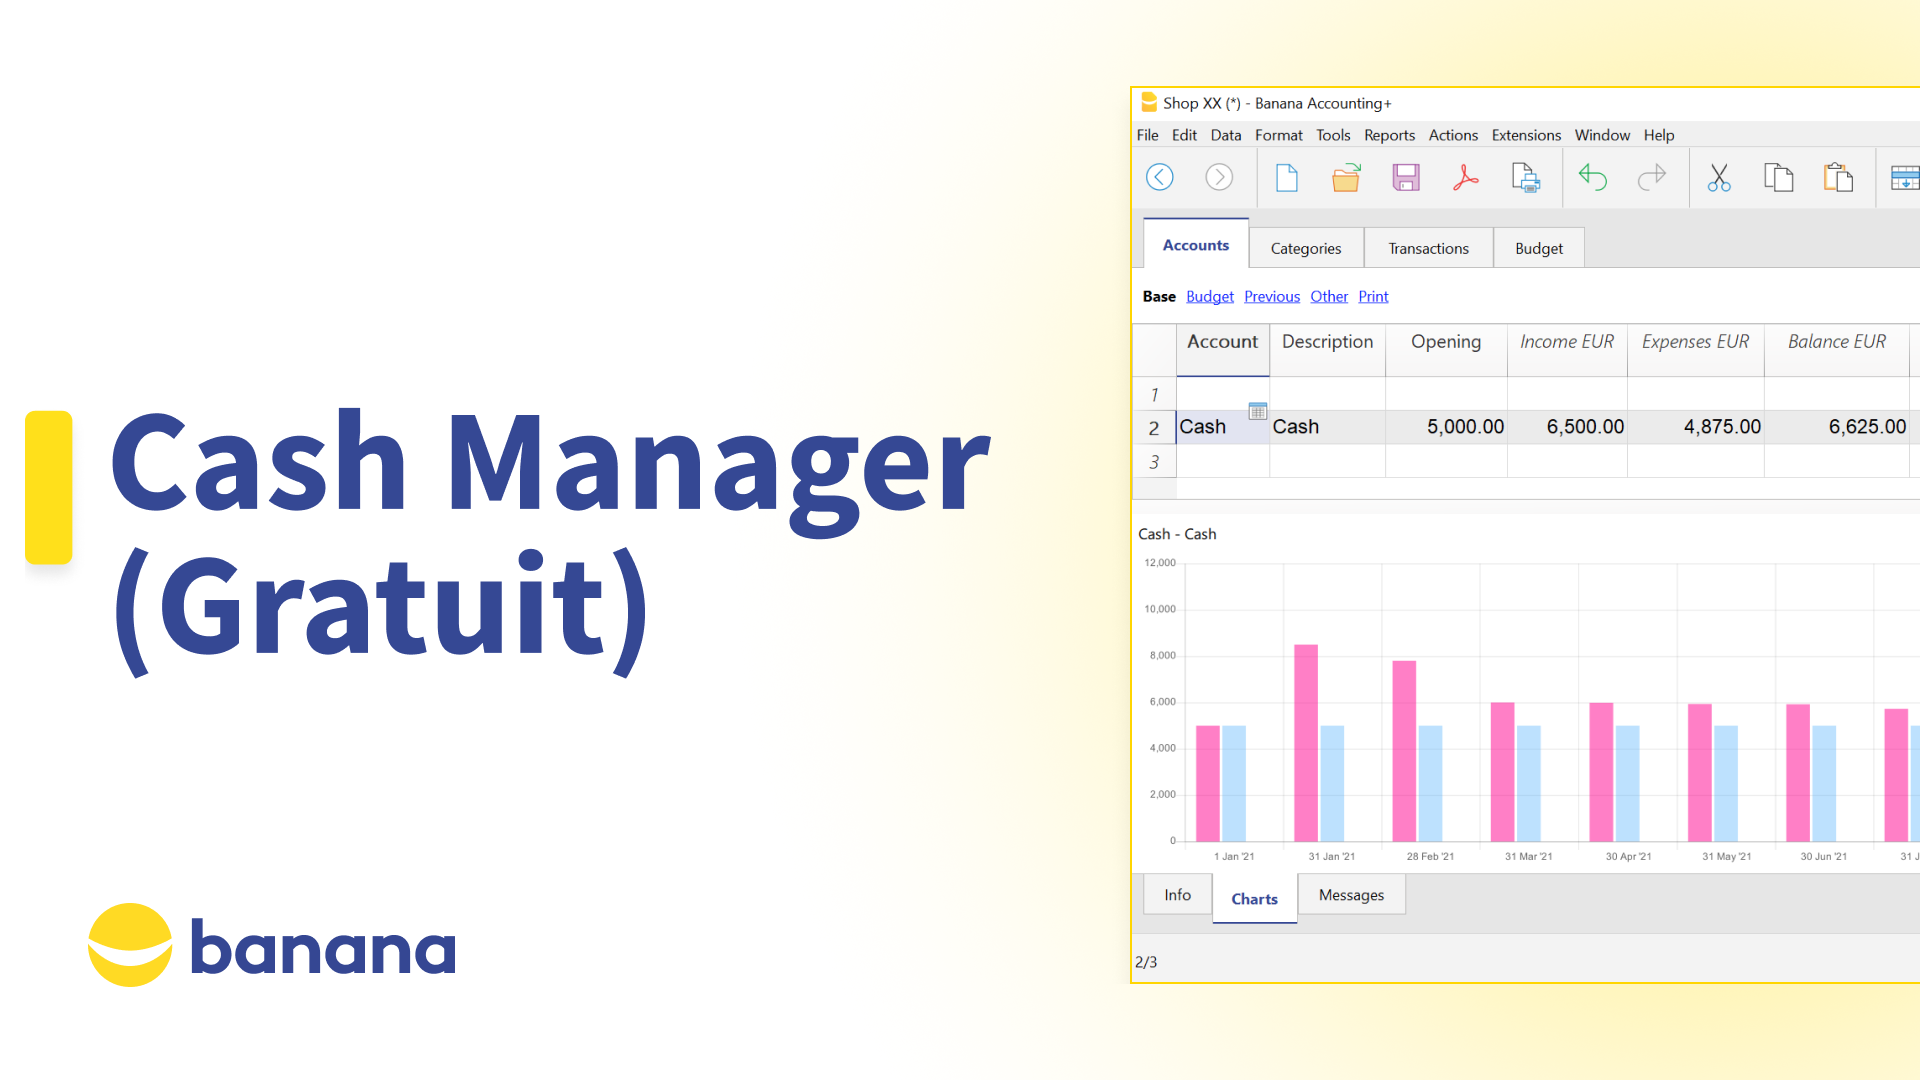 Cash Manager
(Gratuit)
banana
Shop XX (*) - Banana Accounting+
File Edit Data Format Tools Reports Actions Extensions Window Help
Accounts Categories Transactions Budget
Base Budget Previous Other Print
Account Description Opening Income EUR Expenses EUR Balance EUR
1
2 Cash Cash 5,000.00 6,500.00 4,875.00 6,625.00
3
Cash - Cash
12,000
10,000
8,000
6,000
4,000
2,000
0
1 Jan '21 31 Jan '21 28 Feb '21 31 Mar '21 30 Apr '21 31 May '21 30 Jun '21 31 J
Info Charts Messages
2/3